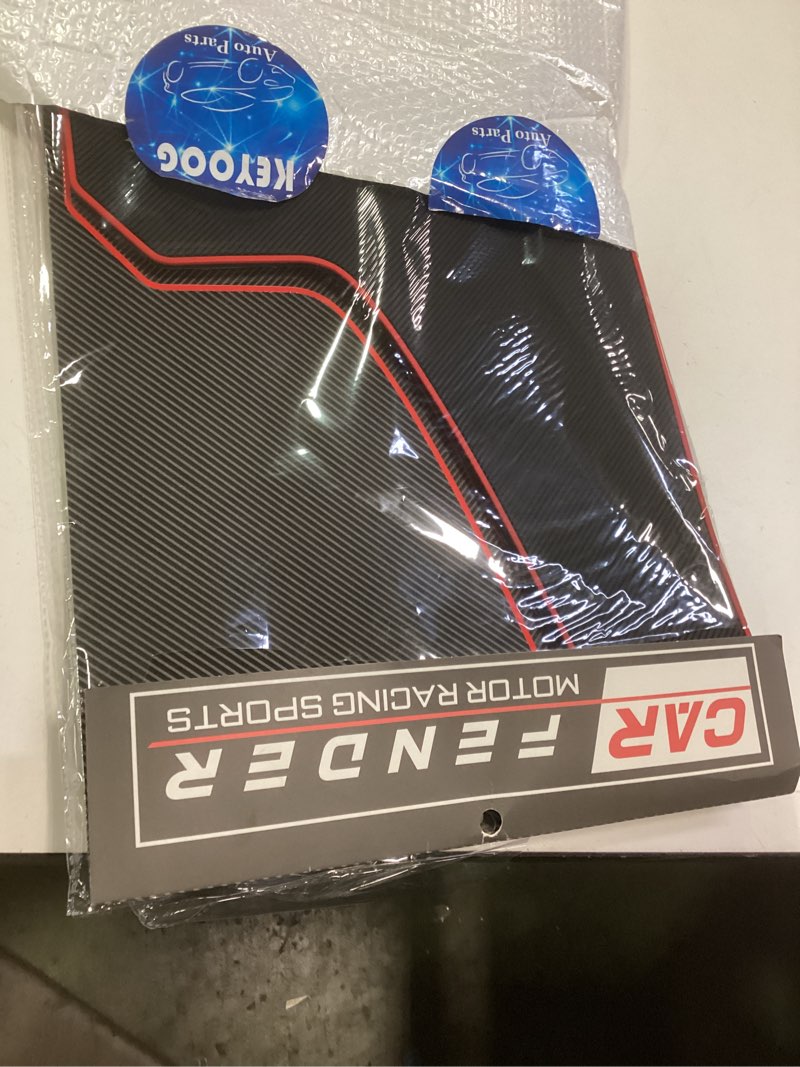 CAR FENDER
MOTOR RACING SPORTS
KEYOOG
Auto Parts
Auto Parts